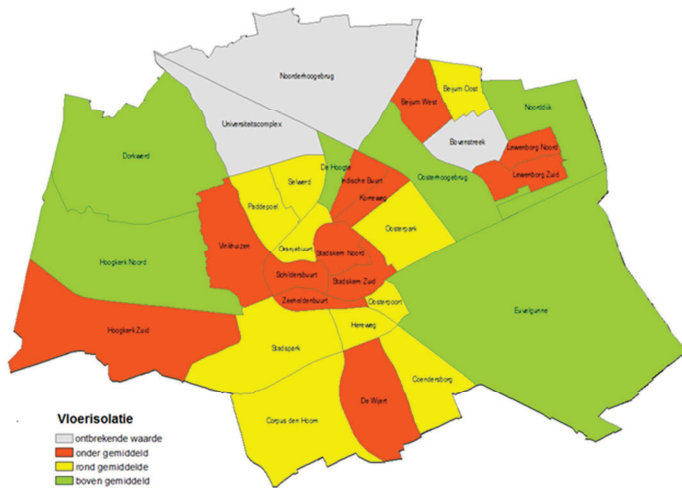 Noorderhoogebrug
Beijum West
Beijum Oost
Noorddijk
Universiteitscomplex
Bovenstreek
Dorkwerd
De Hoogte
Lewenborg Noord
Selwerd
Indische Buurt
Oosterhoogebrug
Lewenborg Zuid
Paddepoel
Korreweg
Oosterpark
Vinkhuizen
Oranjebuurt
Stadskern Noord
Hoogkerk Noord
Schildersbuurt
Stadskern Zuid
Zeeheldenbuurt
Oosterpoort
Euvelgunne
Hoogkerk Zuid
Hereweg
Stadspark
Coendersborg
De Wijert
Corpus den Hoorn
Vloerisolatie
ontbrekende waarde
onder gemiddeld
rond gemiddelde
boven gemiddeld